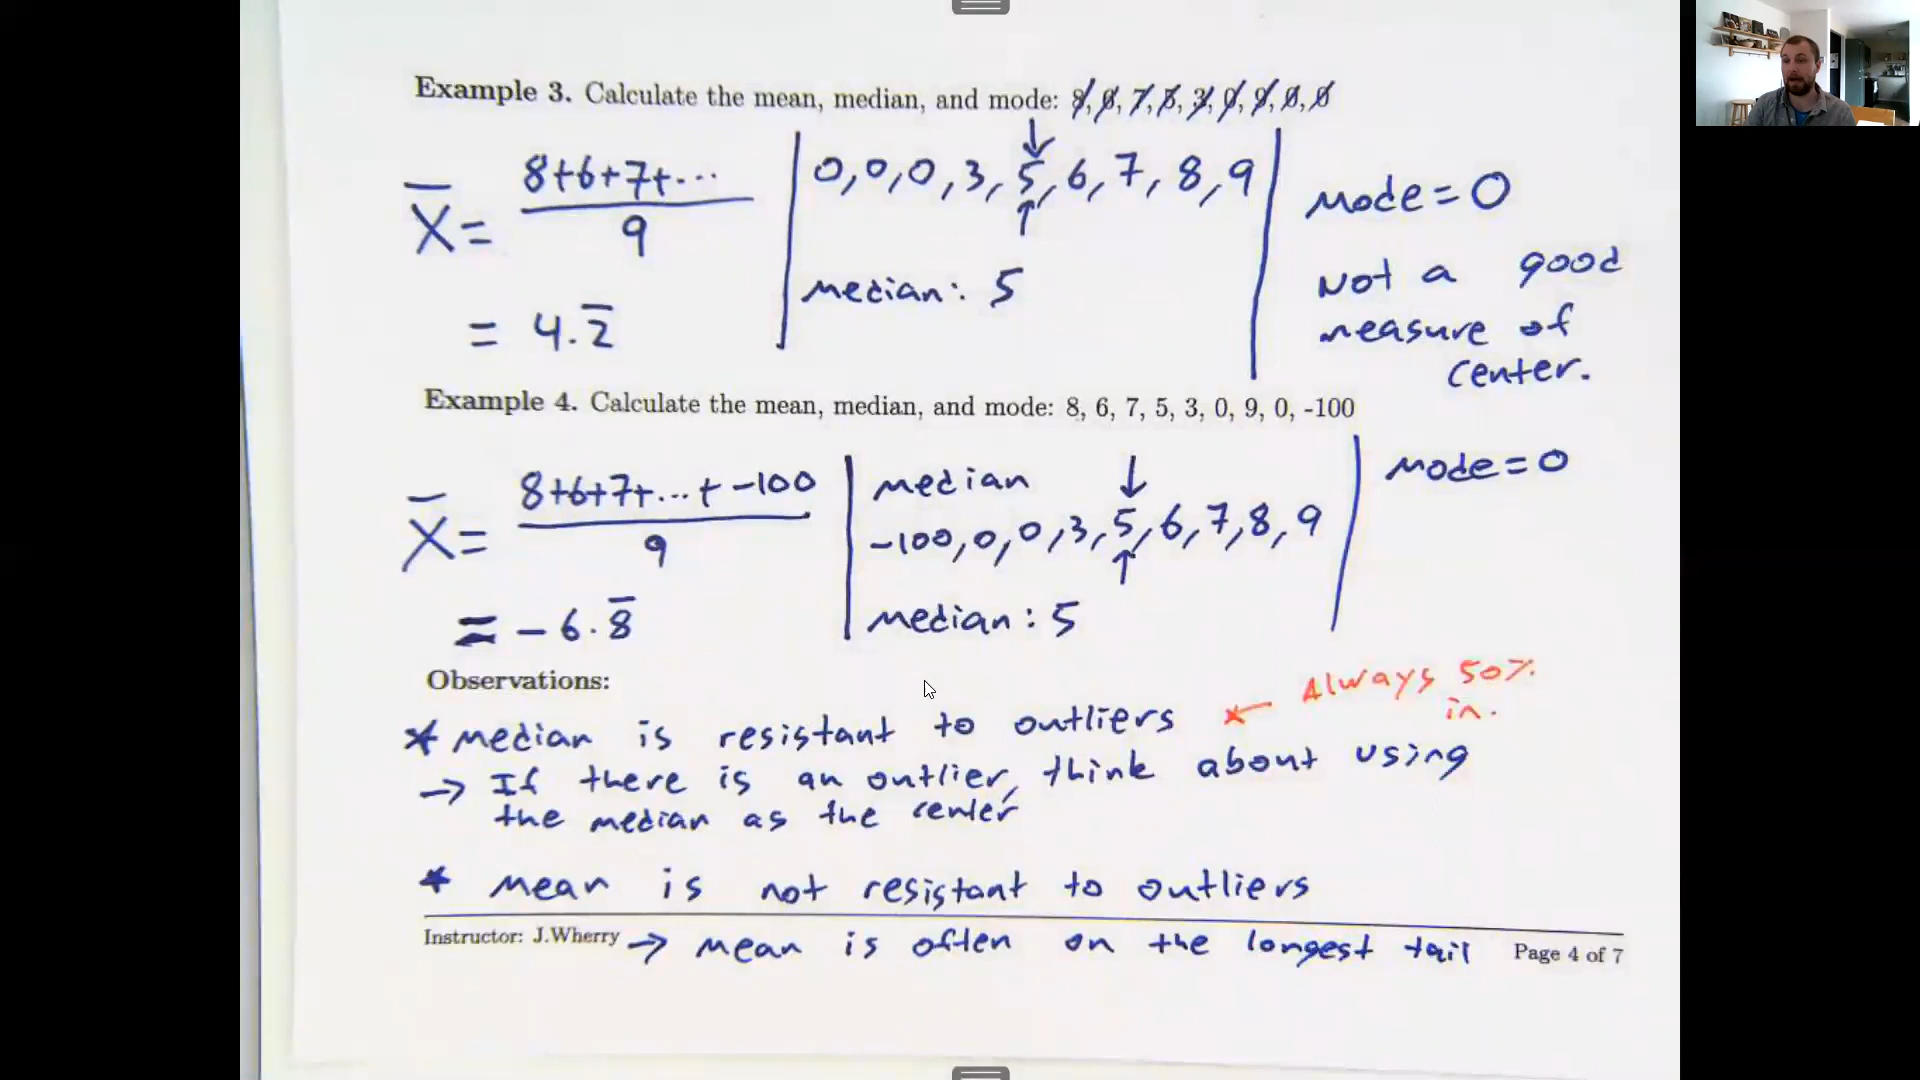 Example 3. Calculate the mean, median, and mode: 8, 6, 7, 5, 3, 0, 9, 0, 0
X̄ = 8+6+7+... / 9
= 4.2̄
0, 0, 0, 3, 5, 6, 7, 8, 9
median: 5
Mode = 0
Not a good
measure of
center.
Example 4. Calculate the mean, median, and mode: 8, 6, 7, 5, 3, 0, 9, 0, -100
X̄ = 8+6+7+...+ -100 / 9
= -6.8̄
median
-100, 0, 0, 3, 5, 6, 7, 8, 9
median: 5
Mode = 0
Observations:
* median is resistant to outliers ← Always 50%
in.
→ If there is an outlier, think about using
the median as the center
* mean is not resistant to outliers
Instructor: J.Wherry → mean is often on the longest tail Page 4 of 7